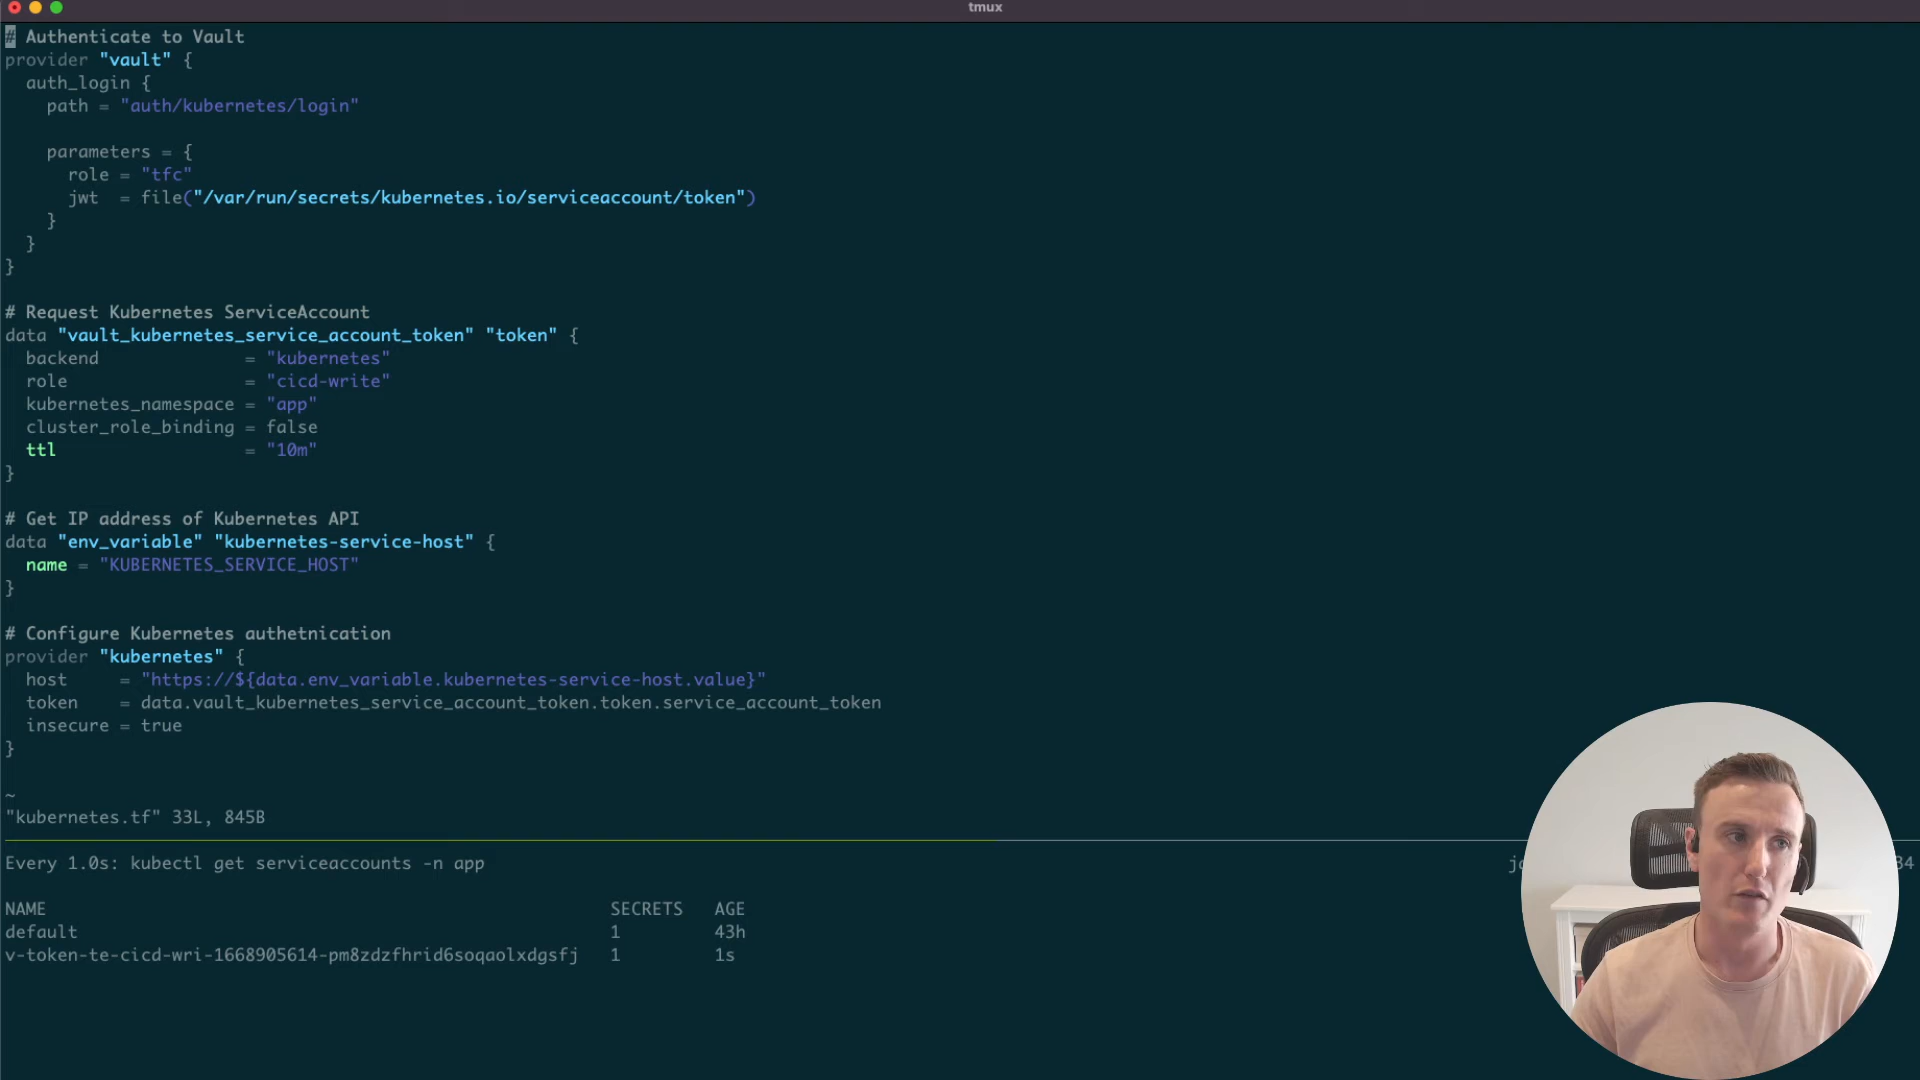 tmux
# Authenticate to Vault
provider "vault" {
  auth_login {
    path = "auth/kubernetes/login"
    parameters = {
      role = "tfc"
      jwt  = file("/var/run/secrets/kubernetes.io/serviceaccount/token")
    }
  }
}
# Request Kubernetes ServiceAccount
data "vault_kubernetes_service_account_token" "token" {
  backend              = "kubernetes"
  role                 = "cicd-write"
  kubernetes_namespace = "app"
  cluster_role_binding = false
  ttl                  = "10m"
}
# Get IP address of Kubernetes API
data "env_variable" "kubernetes-service-host" {
  name = "KUBERNETES_SERVICE_HOST"
}
# Configure Kubernetes authetnication
provider "kubernetes" {
  host     = "https://${data.env_variable.kubernetes-service-host.value}"
  token    = data.vault_kubernetes_service_account_token.token.service_account_token
  insecure = true
}
~
"kubernetes.tf" 33L, 845B
Every 1.0s: kubectl get serviceaccounts -n app
NAME SECRETS AGE
default 1 43h
v-token-te-cicd-wri-1668905614-pm8zdzfhrid6soqaolxdgsfj 1 1s